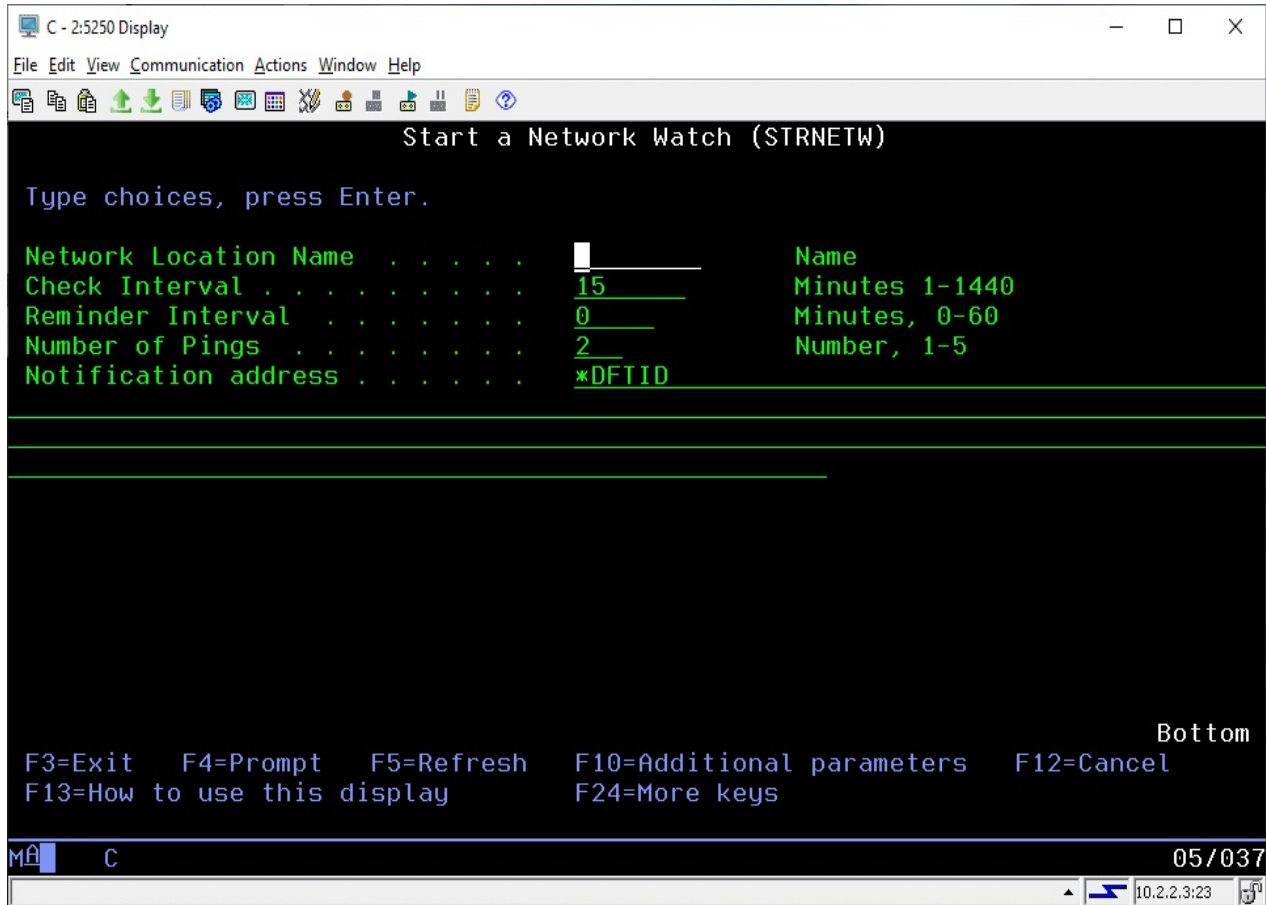 C - 2:5250 Display
File Edit View Communication Actions Window Help
Start a Network Watch (STRNETW)
Type choices, press Enter.
Network Location Name . . . . . Name
Check Interval . . . . . . . . . 15 Minutes 1-1440
Reminder Interval . . . . . . . 0 Minutes, 0-60
Number of Pings . . . . . . . . 2 Number, 1-5
Notification address . . . . . . *DFTID
Bottom
F3=Exit F4=Prompt F5=Refresh F10=Additional parameters F12=Cancel
F13=How to use this display F24=More keys
MA C 05/037
10.2.2.3:23